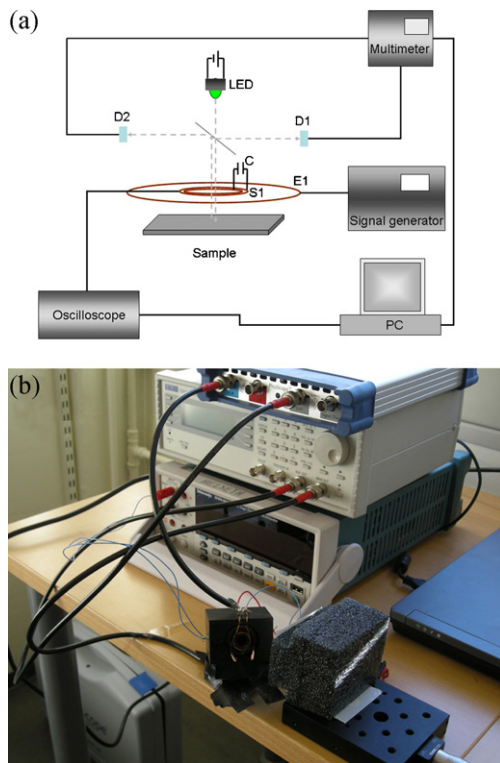 (a)
Multimeter
LED
D2
D1
C
E1
S1
Signal generator
Sample
Oscilloscope
PC
(b)